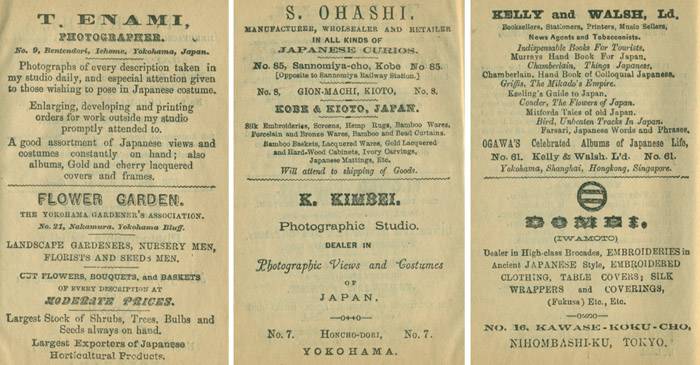 T. ENAMI,
PHOTOGRAPHER.
No. 9, Bentendori, Ichome, Yokohama, Japan.
Photographs of every description taken in
my studio daily, and especial attention given
to those wishing to pose in Japanese costume.
Enlarging, developing and printing
orders for work outside my studio
promptly attended to.
A good assortment of Japanese views and
costumes constantly on hand; also
albums, Gold and cherry lacquered
covers and frames.
FLOWER GARDEN.
THE YOKOHAMA GARDENER'S ASSOCIATION.
No. 21, Nakamura, Yokohama Bluff.
LANDSCAPE GARDENERS, NURSERY MEN,
FLORISTS AND SEEDS MEN.
CUT FLOWERS, BOUQUETS, and BASKETS
OF EVERY DESCRIPTION AT
MODERATE PRICES.
Largest Stock of Shrubs, Trees, Bulbs and
Seeds always on hand.
Largest Exporters of Japanese
Horticultural Products.
S. OHASHI.
MANUFACTURER, WHOLSEALER AND RETAILER
IN ALL KINDS OF
JAPANESE CURIOS.
No. 85, Sannomiya-cho, Kobe No 85.
[Opposite to Sannomiya Railway Station.]
No. 8, GION-MACHI, KIOTO, No. 8.
KOBE & KIOTO, JAPAN.
Silk Embroideries, Screens, Hemp Rugs, Bamboo Wares,
Porcelain and Bronze Wares, Bamboo and Bead Curtains.
Bamboo Baskets, Lacquered Wares, Gold Lacquered
and Hard-Wood Cabinets, Ivory Carvings,
Japanese Mattings, Etc.
Will attend to shipping of Goods.
K. KIMBEI.
Photographic Studio.
DEALER IN
Photographic Views and Costumes
OF
JAPAN.
No. 7. HONCHO-DORI, No. 7.
YOKOHAMA.
KELLY and WALSH, Ld.
Booksellers, Stationers, Printers, Music Sellers,
News Agents and Tobacconists.
Indispensable Books For Tourists,
Murrays Hand Book For Japan,
Chamberlain, Things Japanese,
Chamberlain, Hand Book of Colloquial Japanese,
Griffis, The Mikado's Empire.
Keeling's Guide to Japan.
Conder, The Flowers of Japan.
Mitfords Tales of old Japan.
Bird, Unbeaten Tracks In Japan.
Farsari, Japanese Words and Phrases,
OGAWA'S Celebrated Albums of Japanese Life,
No. 61. Kelly & Walsh. L'd. No. 61.
Yokohama, Shanghai, Hongkong, Singapore.
DOMEI.
(IWAMOTO)
Dealer in High-class Brocades, EMBROIDERIES in
Ancient JAPANESE Style, EMBROIDERED
CLOTHING, TABLE COVERS; SILK
WRAPPERS and COVERINGS,
(Fukusa) Etc., Etc.
NO. 16, KAWASE-KOKU-CHO,
NIHOMBASHI-KU, TOKYO.